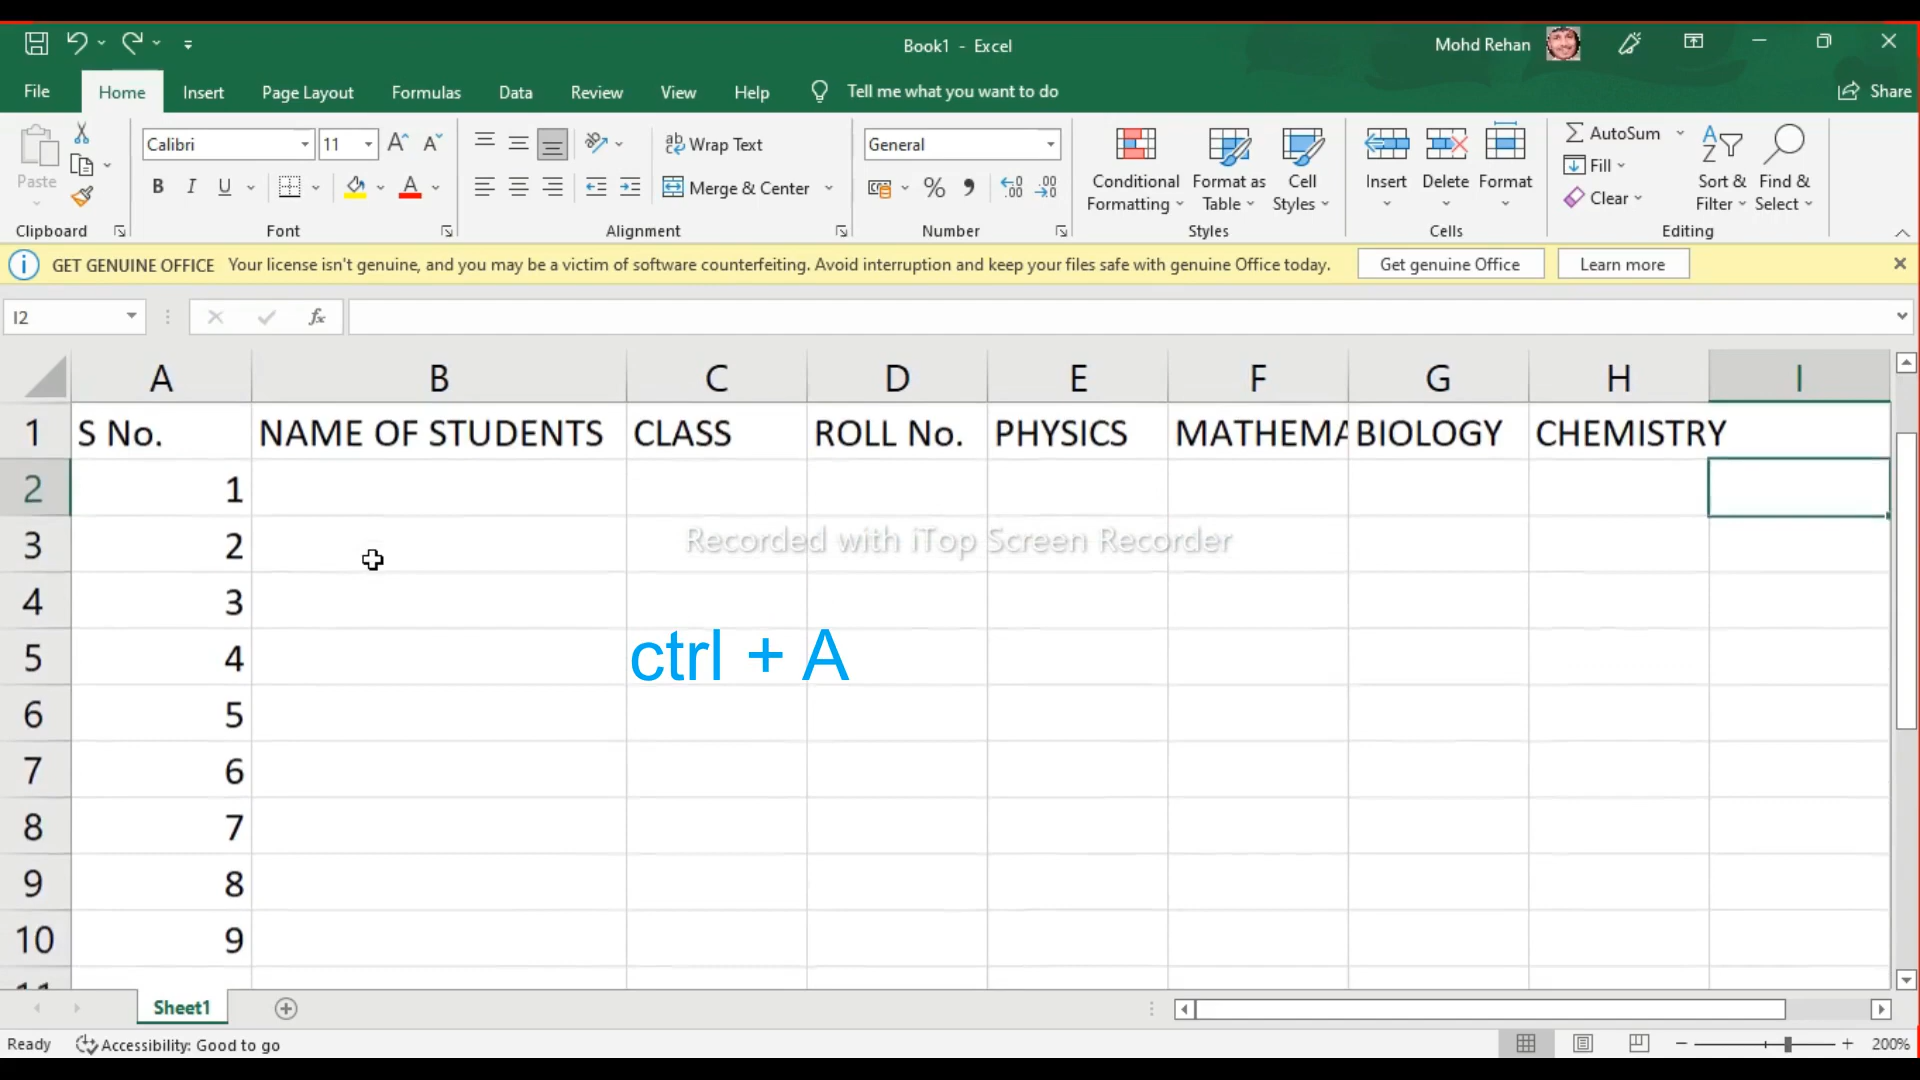 Book1 - Excel
Mohd Rehan
File Home Insert Page Layout Formulas Data Review View Help Tell me what you want to do Share
Paste
Clipboard
Calibri 11
B I U
Font
Wrap Text
Merge & Center
Alignment
General
% .00 .00
Number
Conditional Formatting
Format as Table
Cell Styles
Styles
Insert Delete Format
Cells
AutoSum
Fill
Clear
Sort & Filter
Find & Select
Editing
GET GENUINE OFFICE Your license isn't genuine, and you may be a victim of software counterfeiting. Avoid interruption and keep your files safe with genuine Office today. Get genuine Office Learn more
I2 fx
A B C D E F G H I
1 S No. NAME OF STUDENTS CLASS ROLL No. PHYSICS MATHEMA BIOLOGY CHEMISTRY
2 1
3 2
Recorded with iTop Screen Recorder
4 3
5 4
ctrl + A
6 5
7 6
8 7
9 8
10 9
11
Sheet1
Ready Accessibility: Good to go 200%